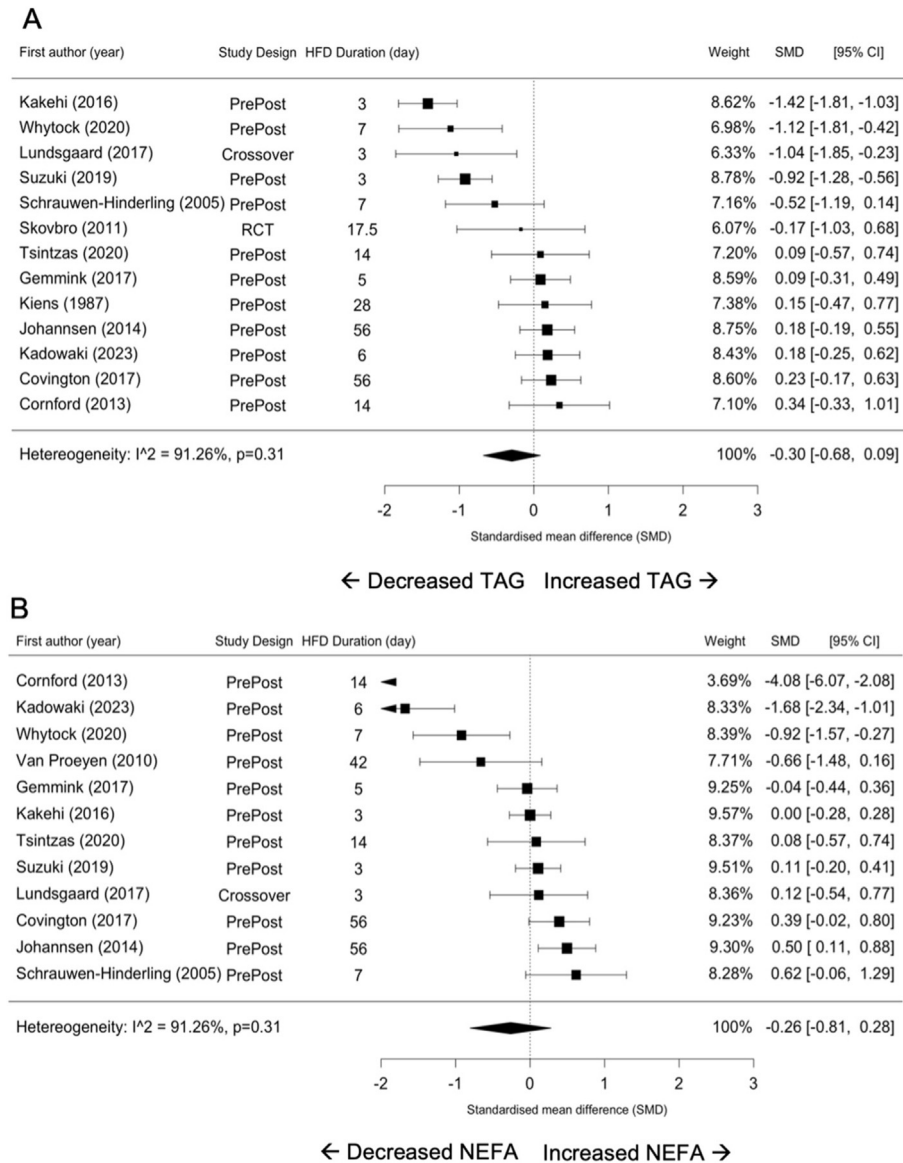 A
First author (year) Study Design HFD Duration (day) Weight SMD [95% CI]
Kakehi (2016) PrePost 3 8.62% -1.42 [-1.81, -1.03]
Whytock (2020) PrePost 7 6.98% -1.12 [-1.81, -0.42]
Lundsgaard (2017) Crossover 3 6.33% -1.04 [-1.85, -0.23]
Suzuki (2019) PrePost 3 8.78% -0.92 [-1.28, -0.56]
Schrauwen-Hinderling (2005) PrePost 7 7.16% -0.52 [-1.19, 0.14]
Skovbro (2011) RCT 17.5 6.07% -0.17 [-1.03, 0.68]
Tsintzas (2020) PrePost 14 7.20% 0.09 [-0.57, 0.74]
Gemmink (2017) PrePost 5 8.59% 0.09 [-0.31, 0.49]
Kiens (1987) PrePost 28 7.38% 0.15 [-0.47, 0.77]
Johannsen (2014) PrePost 56 8.75% 0.18 [-0.19, 0.55]
Kadowaki (2023) PrePost 6 8.43% 0.18 [-0.25, 0.62]
Covington (2017) PrePost 56 8.60% 0.23 [-0.17, 0.63]
Cornford (2013) PrePost 14 7.10% 0.34 [-0.33, 1.01]
Hetereogeneity: I^2 = 91.26%, p=0.31 100% -0.30 [-0.68, 0.09]
-2 -1 0 1 2 3
Standardised mean difference (SMD)
← Decreased TAG Increased TAG →
B
First author (year) Study Design HFD Duration (day) Weight SMD [95% CI]
Cornford (2013) PrePost 14 3.69% -4.08 [-6.07, -2.08]
Kadowaki (2023) PrePost 6 8.33% -1.68 [-2.34, -1.01]
Whytock (2020) PrePost 7 8.39% -0.92 [-1.57, -0.27]
Van Proeyen (2010) PrePost 42 7.71% -0.66 [-1.48, 0.16]
Gemmink (2017) PrePost 5 9.25% -0.04 [-0.44, 0.36]
Kakehi (2016) PrePost 3 9.57% 0.00 [-0.28, 0.28]
Tsintzas (2020) PrePost 14 8.37% 0.08 [-0.57, 0.74]
Suzuki (2019) PrePost 3 9.51% 0.11 [-0.20, 0.41]
Lundsgaard (2017) Crossover 3 8.36% 0.12 [-0.54, 0.77]
Covington (2017) PrePost 56 9.23% 0.39 [-0.02, 0.80]
Johannsen (2014) PrePost 56 9.30% 0.50 [0.11, 0.88]
Schrauwen-Hinderling (2005) PrePost 7 8.28% 0.62 [-0.06, 1.29]
Hetereogeneity: I^2 = 91.26%, p=0.31 100% -0.26 [-0.81, 0.28]
-2 -1 0 1 2 3
Standardised mean difference (SMD)
← Decreased NEFA Increased NEFA →